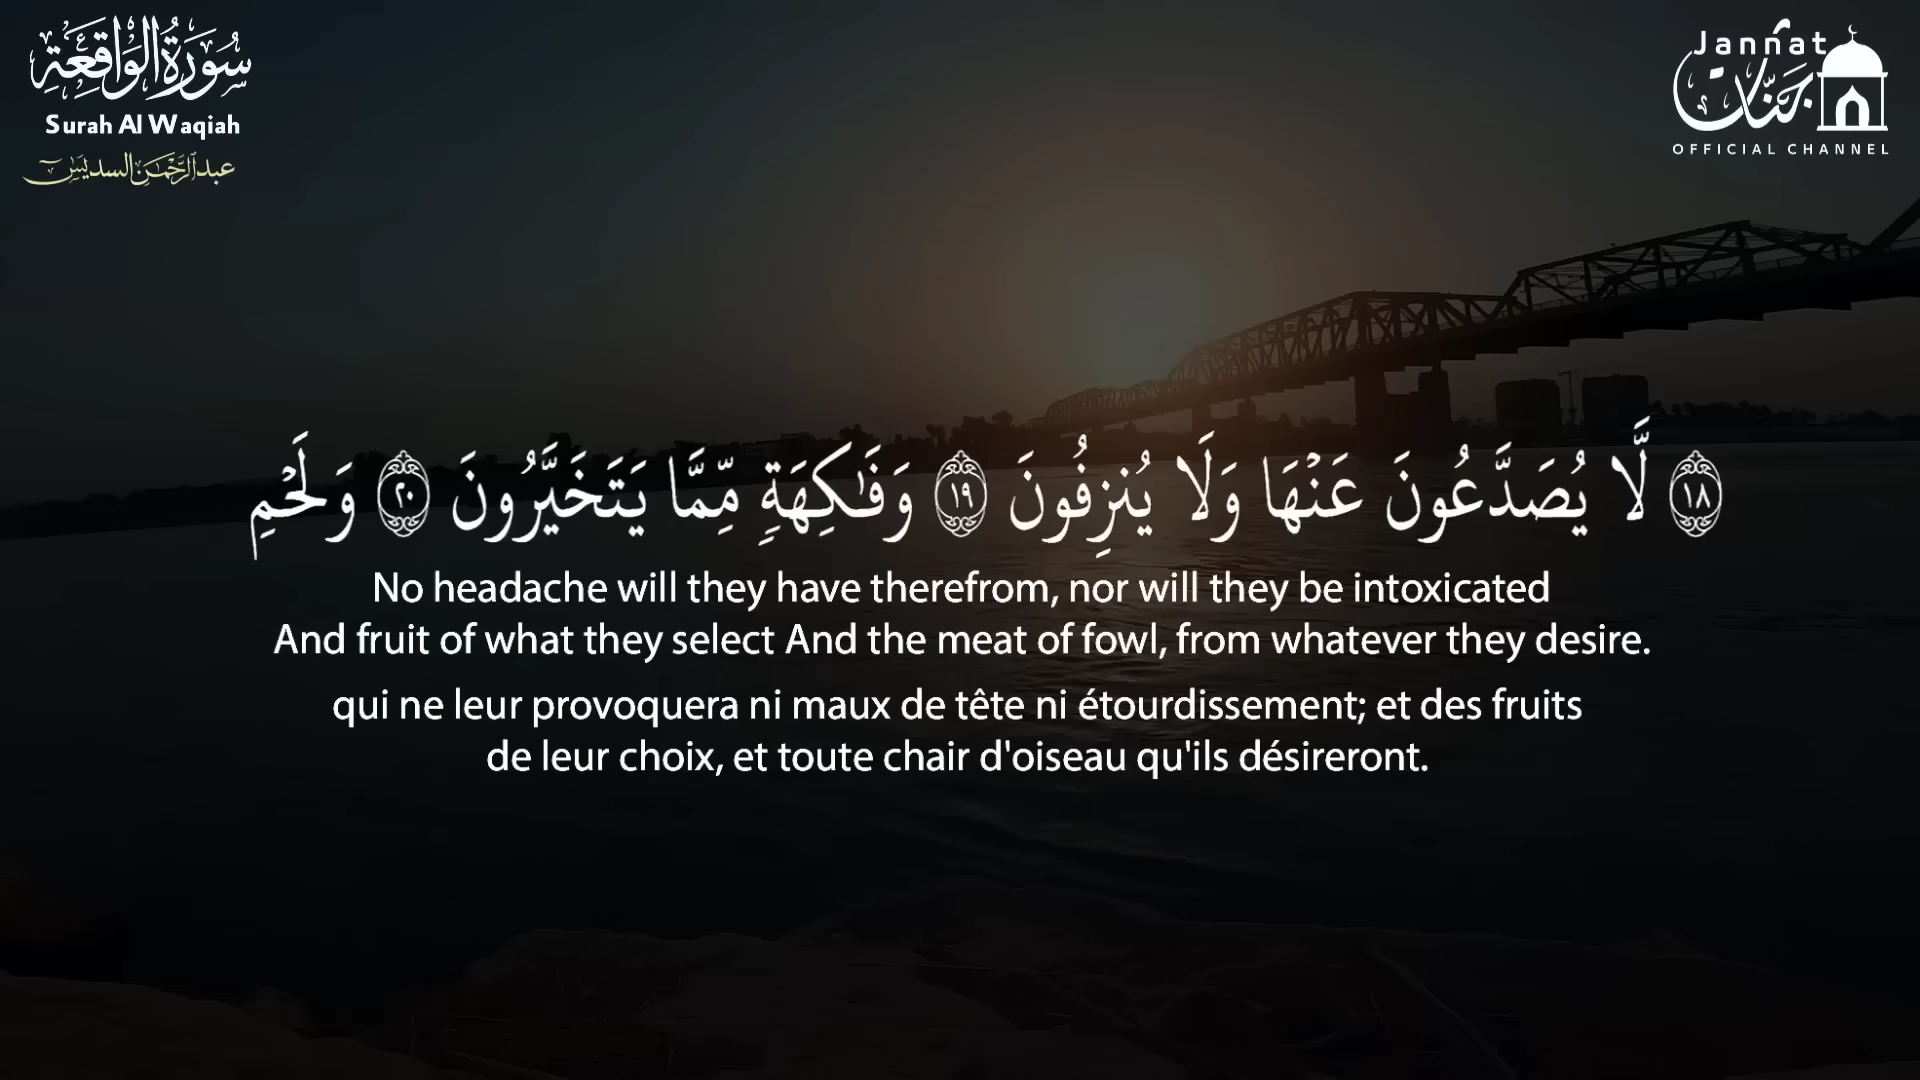 سُورَةُ الوَاقِعَةِ
Surah Al Waqiah
عبد الرَّحْمَٰن السديس
Jannat
جَنَّات
OFFICIAL CHANNEL
۝١٨ لَّا يُصَدَّعُونَ عَنْهَا وَلَا يُنزِفُونَ ۝١٩ وَفَٰكِهَةٍ مِّمَّا يَتَخَيَّرُونَ ۝٢٠ وَلَحْمِ
No headache will they have therefrom, nor will they be intoxicated
And fruit of what they select And the meat of fowl, from whatever they desire.
qui ne leur provoquera ni maux de tête ni étourdissement; et des fruits
de leur choix, et toute chair d'oiseau qu'ils désireront.